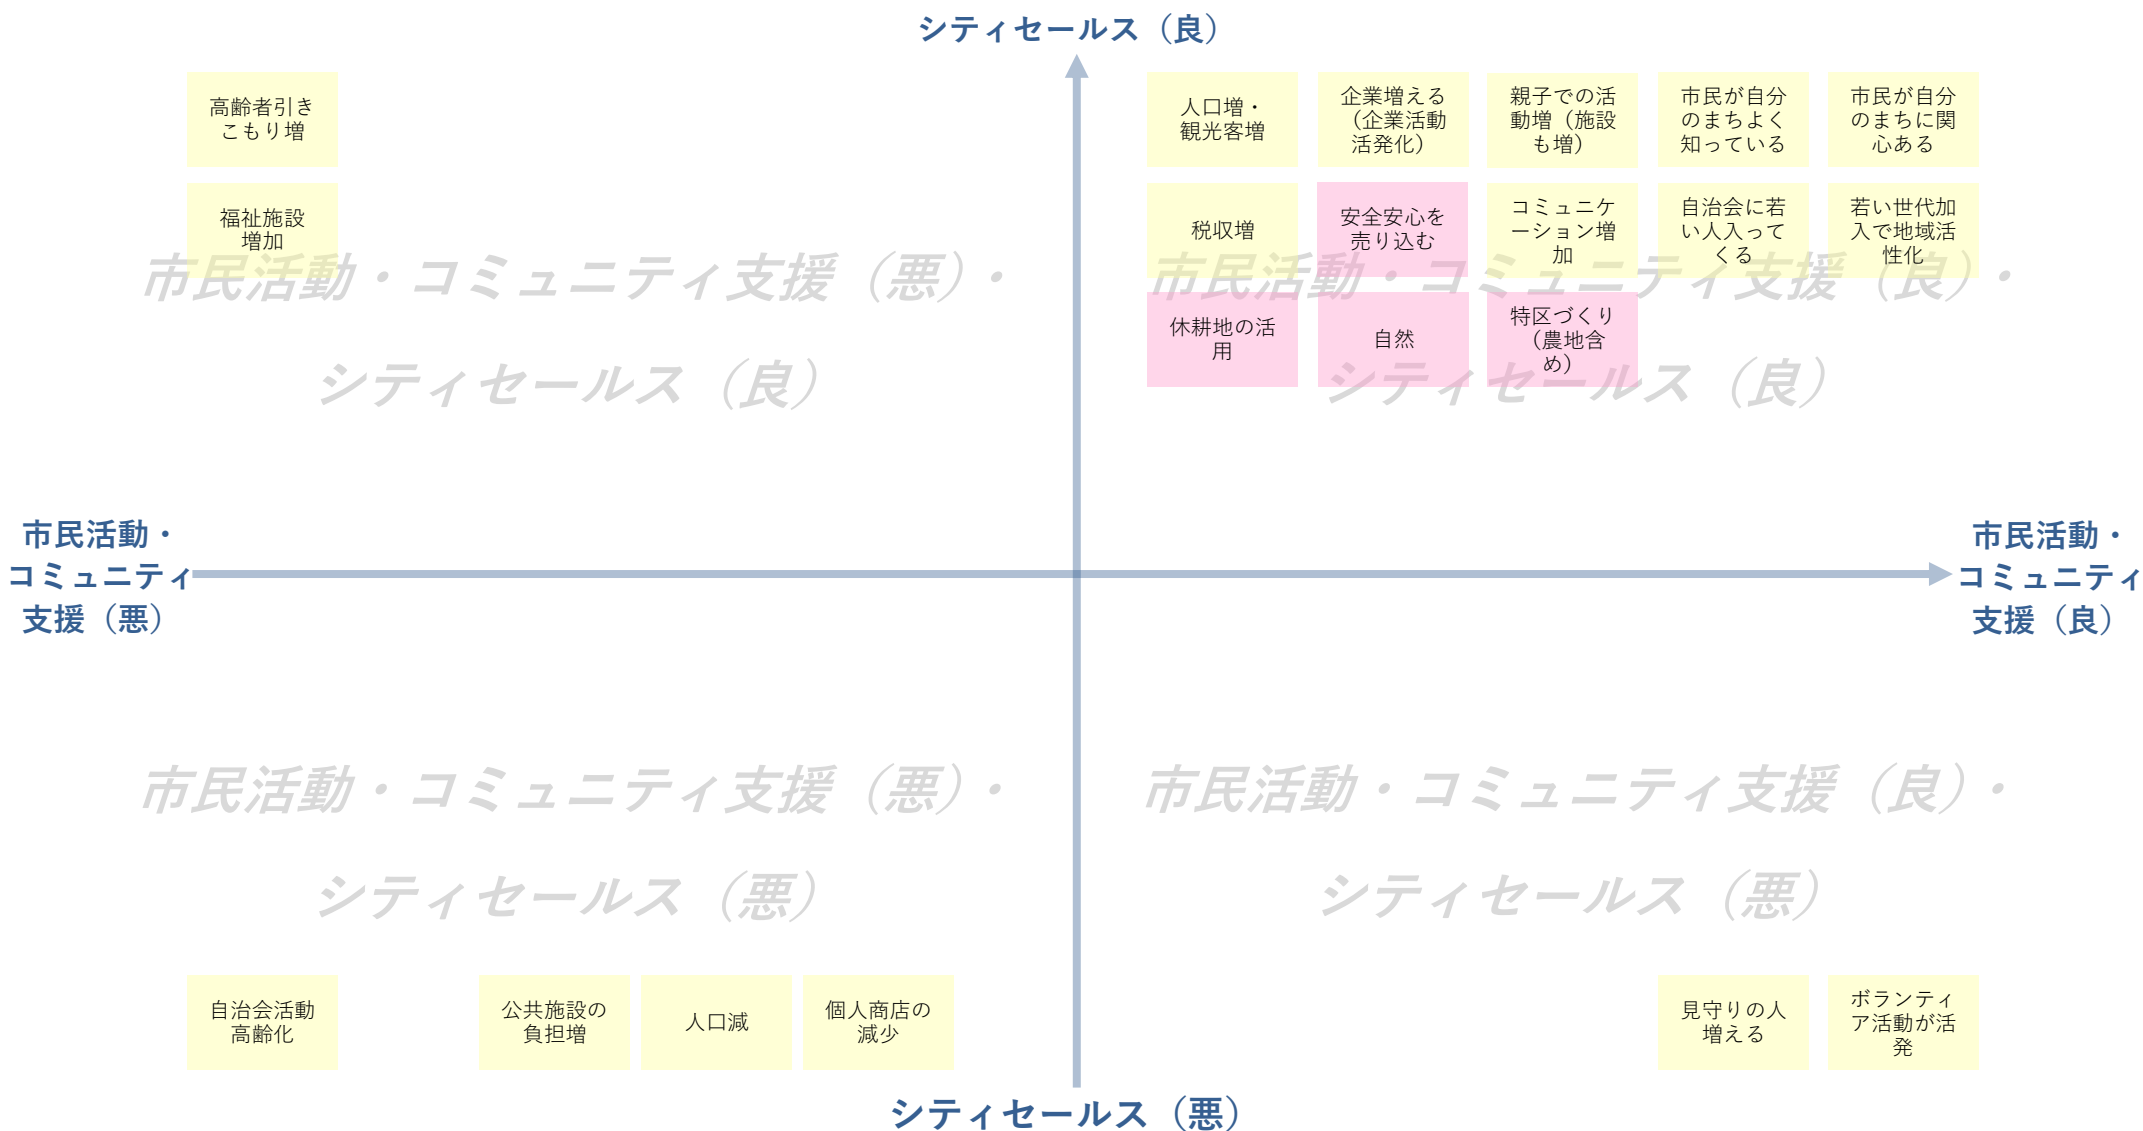 シティセールス（良）
高齢者引き
こもり増
福祉施設
増加
市民活動・コミュニティ支援（悪）・
シティセールス（良）
人口増・
観光客増
企業増える
（企業活動
活発化）
親子での活
動増（施設
も増）
市民が自分
のまちよく
知っている
市民が自分
のまちに関
心ある
税収増
安全安心を
売り込む
コミュニケ
ーション増
加
自治会に若
い人入って
くる
若い世代加
入で地域活
性化
休耕地の活
用
自然
特区づくり
（農地含
め）
市民活動・コミュニティ支援（良）・
シティセールス（良）
市民活動・
コミュニティ
支援（悪）
市民活動・
コミュニティ
支援（良）
市民活動・コミュニティ支援（悪）・
シティセールス（悪）
自治会活動
高齢化
公共施設の
負担増
人口減
個人商店の
減少
市民活動・コミュニティ支援（良）・
シティセールス（悪）
見守りの人
増える
ボランティ
ア活動が活
発
シティセールス（悪）